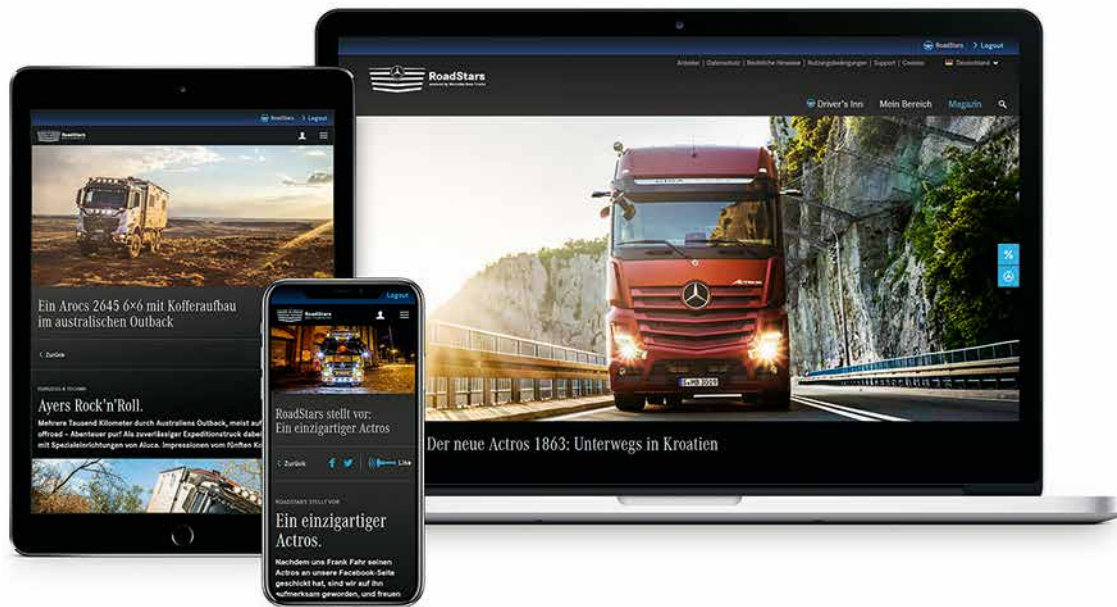 RoadStars > Logout
Anbieter | Datenschutz | Rechtliche Hinweise | Nutzungsbedingungen | Support | Cookies
Deutschland
RoadStars
Driver's Inn Mein Bereich Magazin
%
ACTROS
Der neue Actros 1863: Unterwegs in Kroatien
RoadStars > Logout
RoadStars
Ein Arocs 2645 6×6 mit Kofferaufbau
im australischen Outback
< Zurück
FAHRZEUG & TECHNIK
Ayers Rock'n'Roll.
Mehrere Tausend Kilometer durch Australiens Outback, meist auf
offroad – Abenteuer pur! Als zuverlässiger Expeditionstruck dabei
mit Spezialeinrichtungen von Aluca. Impressionen vom fünften Ko
Logout
RoadStars
RoadStars stellt vor:
Ein einzigartiger Actros
< Zurück Like
ROADSTARS STELLT VOR
Ein einzigartiger
Actros.
Nachdem uns Frank Fahr seinen
Actros an unsere Facebook-Seite
geschickt hat, sind wir auf ihn
aufmerksam geworden, und freuen